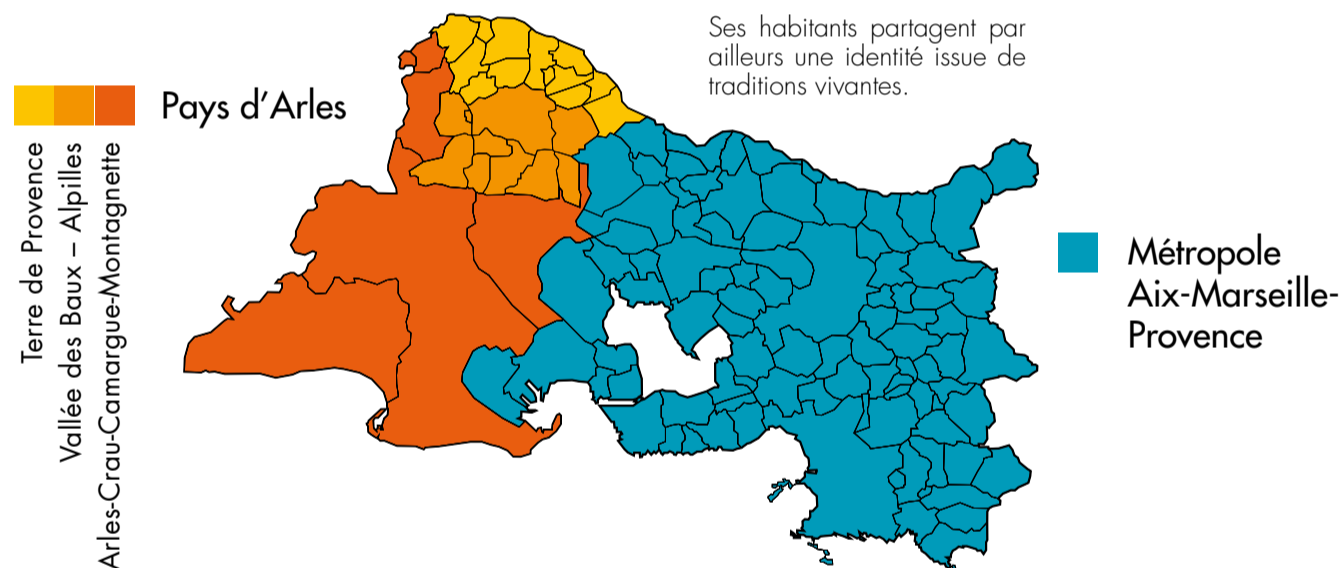 Ses habitants partagent par
ailleurs une identité issue de
traditions vivantes.
Pays d’Arles
Terre de Provence
Vallée des Baux – Alpilles
Arles-Crau-Camargue-Montagnette
Métropole
Aix-Marseille-
Provence